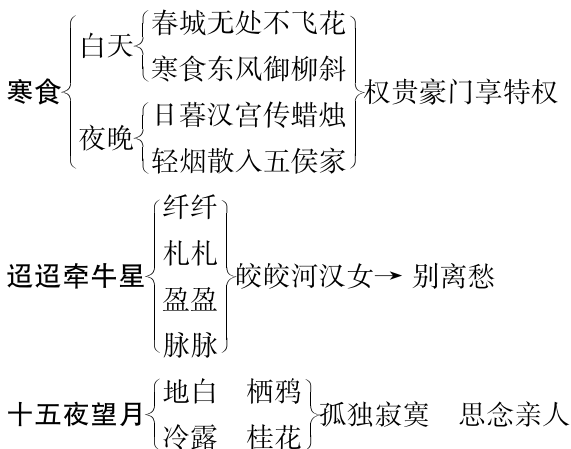 春城无处不飞花
白天
寒食东风御柳斜
寒食
权贵豪门享特权
日暮汉宫传蜡烛
夜晚
轻烟散入五侯家
纤纤
札札
迢迢牵牛星
皎皎河汉女→ 别离愁
盈盈
脉脉
地白 栖鸦
十五夜望月
孤独寂寞 思念亲人
冷露 桂花